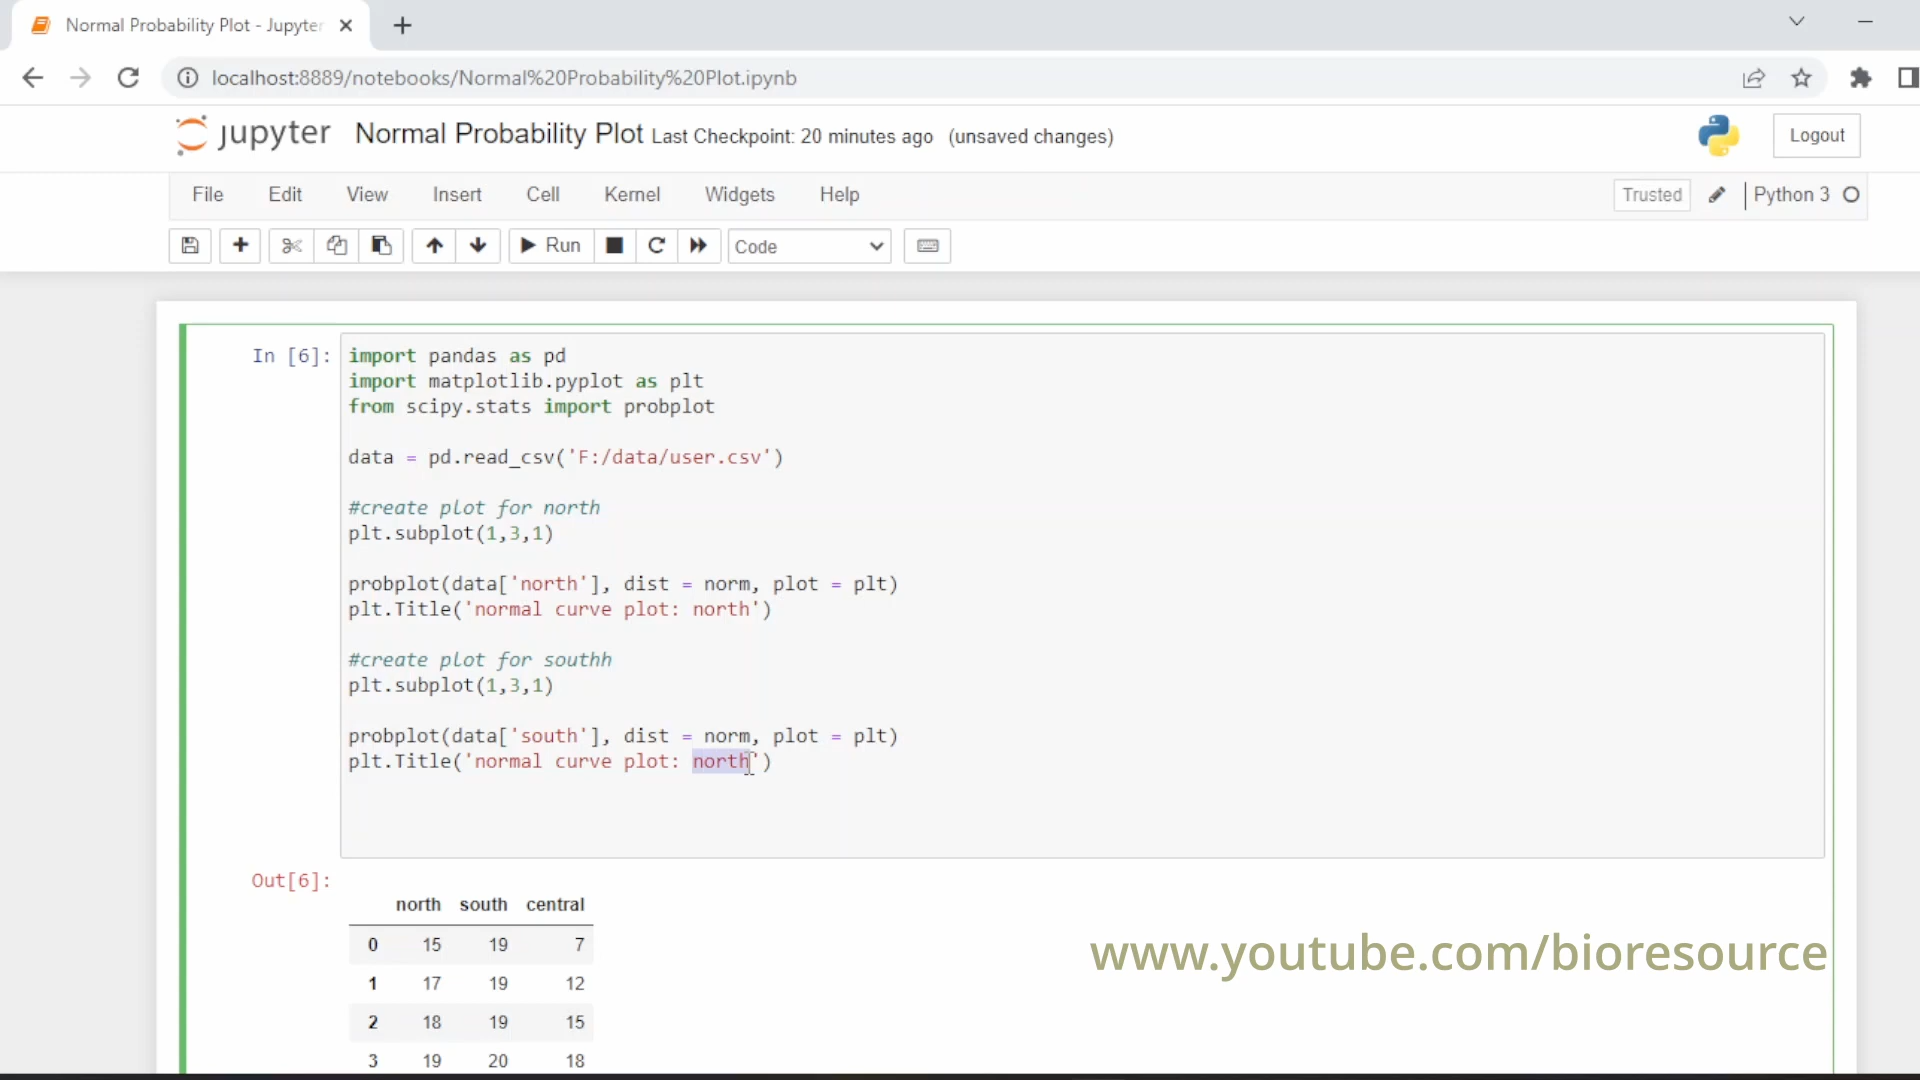 Normal Probability Plot - Jupyter
localhost:8889/notebooks/Normal%20Probability%20Plot.ipynb
jupyter Normal Probability Plot Last Checkpoint: 20 minutes ago (unsaved changes)
Logout
File Edit View Insert Cell Kernel Widgets Help
Trusted Python 3
Run Code
In [6]:
import pandas as pd
import matplotlib.pyplot as plt
from scipy.stats import probplot
data = pd.read_csv('F:/data/user.csv')
#create plot for north
plt.subplot(1,3,1)
probplot(data['north'], dist = norm, plot = plt)
plt.Title('normal curve plot: north')
#create plot for southh
plt.subplot(1,3,1)
probplot(data['south'], dist = norm, plot = plt)
plt.Title('normal curve plot: north')
Out[6]:
north south central
0 15 19 7
1 17 19 12
2 18 19 15
3 19 20 18
www.youtube.com/bioresource